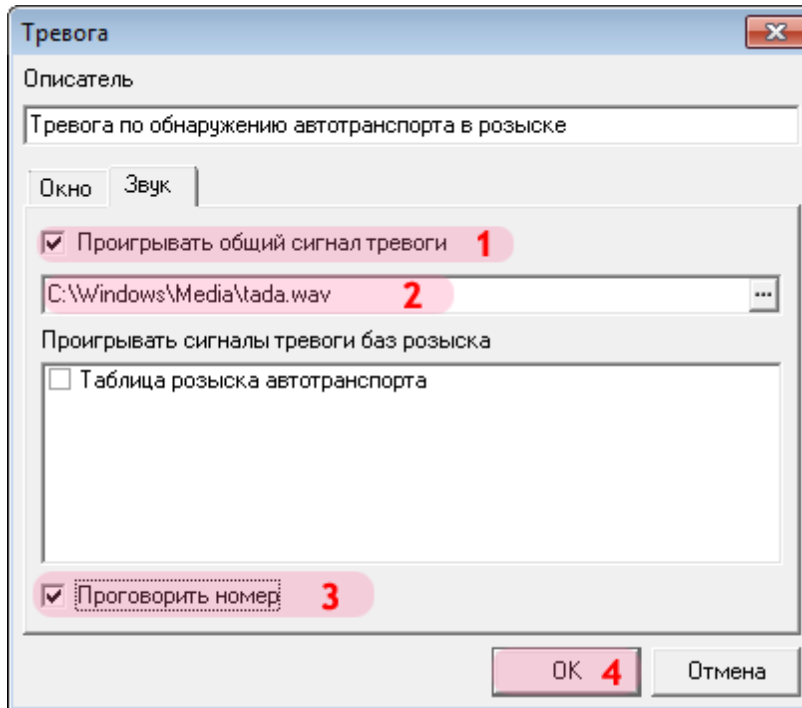 Тревога
Описатель
Тревога по обнаружению автотранспорта в розыске
Окно Звук
Проигрывать общий сигнал тревоги 1
C:\Windows\Media\tada.wav 2 ...
Проигрывать сигналы тревоги баз розыска
Таблица розыска автотранспорта
Проговорить номер 3
OK 4 Отмена